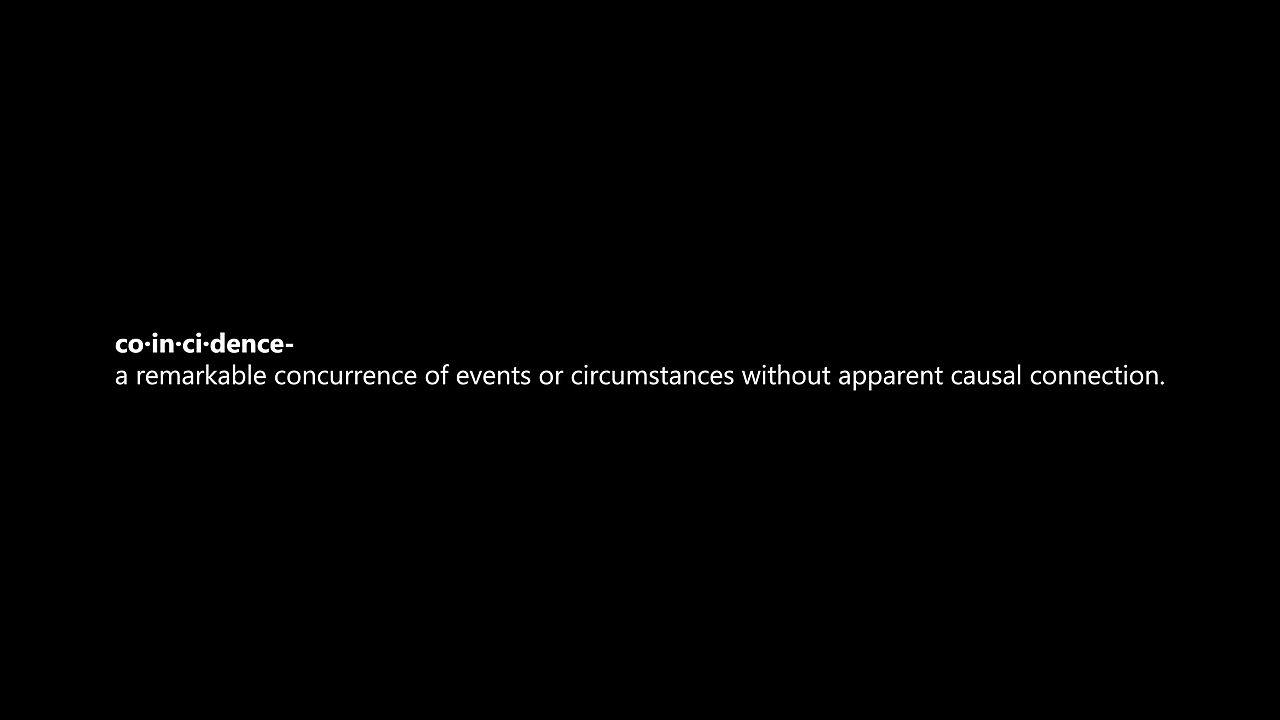 co·in·ci·dence-
a remarkable concurrence of events or circumstances without apparent causal connection.